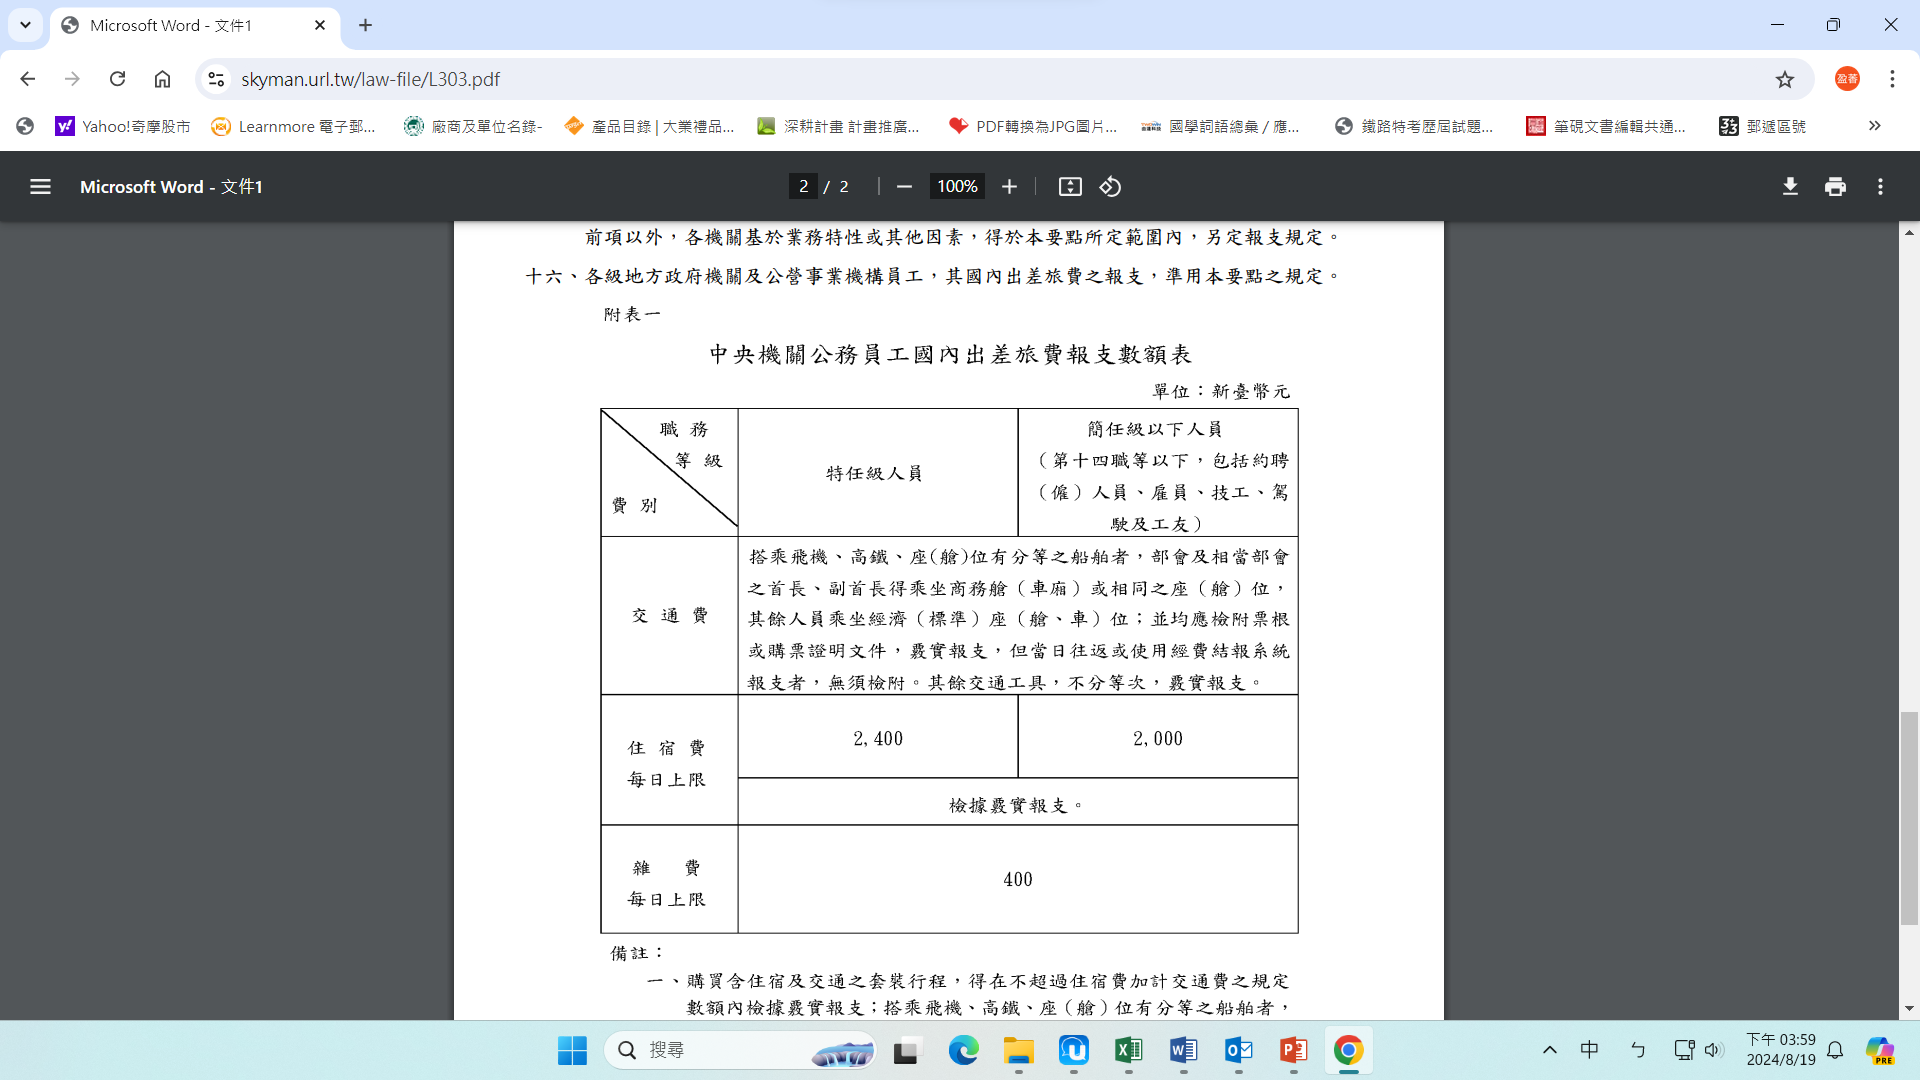 Microsoft Word - 文件1
skyman.url.tw/law-file/L303.pdf
盈菁
Yahoo!奇摩股市
Learnmore 電子郵...
廠商及單位名錄-
產品目錄 | 大業禮品...
深耕計畫 計畫推廣...
PDF轉換為JPG圖片...
國學詞語總彙 / 應...
鐵路特考歷屆試題...
筆硯文書編輯共通...
3+3 郵遞區號
Microsoft Word - 文件1
2 / 2
100%
前項以外，各機關基於業務特性或其他因素，得於本要點所定範圍內，另定報支規定。
十六、各級地方政府機關及公營事業機構員工，其國內出差旅費之報支，準用本要點之規定。
附表一
中央機關公務員工國內出差旅費報支數額表
單位：新臺幣元
職 務
等 級
費 別
特任級人員
簡任級以下人員
（第十四職等以下，包括約聘
（僱）人員、雇員、技工、駕
駛及工友）
交 通 費
搭乘飛機、高鐵、座(艙)位有分等之船舶者，部會及相當部會
之首長、副首長得乘坐商務艙（車廂）或相同之座（艙）位，
其餘人員乘坐經濟（標準）座（艙、車）位；並均應檢附票根
或購票證明文件，覈實報支，但當日往返或使用經費結報系統
報支者，無須檢附。其餘交通工具，不分等次，覈實報支。
住 宿 費
每日上限
2,400
2,000
檢據覈實報支。
雜 費
每日上限
400
備註：
一、購買含住宿及交通之套裝行程，得在不超過住宿費加計交通費之規定
數額內檢據覈實報支；搭乘飛機、高鐵、座（艙）位有分等之船舶者，
搜尋
中
ㄅ
下午 03:59
2024/8/19
PRE